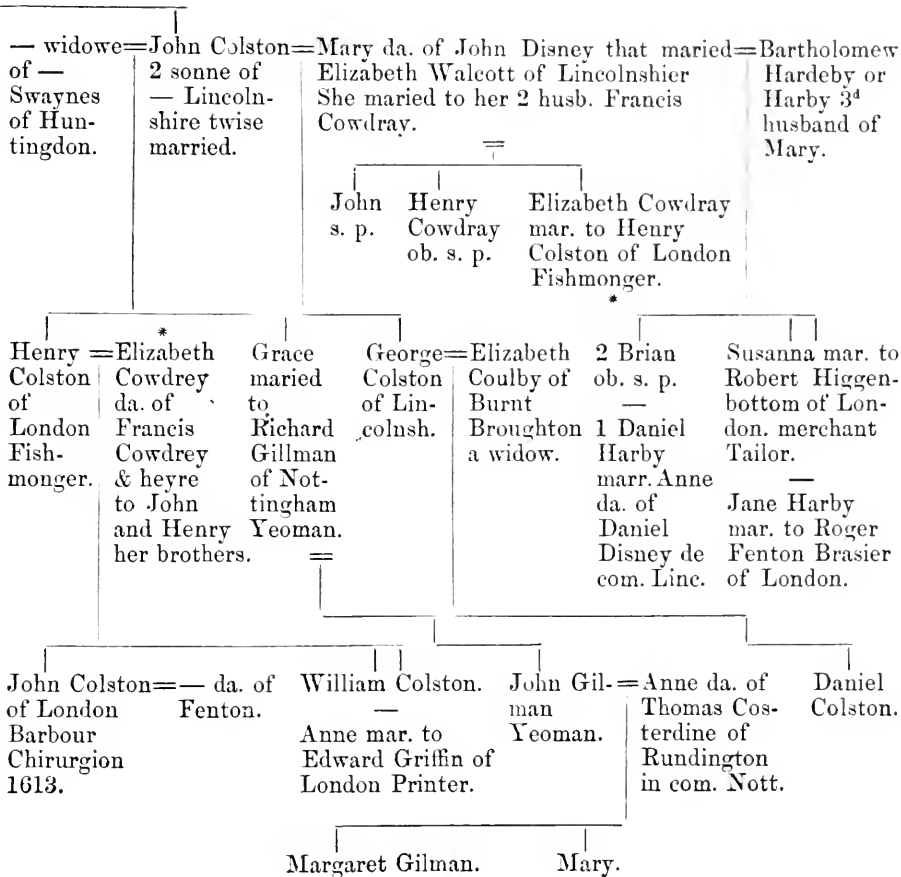 — widowe=John Colston=Mary da. of John Disney that maried=Bartholomew
of — 2 sonne of Elizabeth Walcott of Lincolnshier Hardeby or
Swaynes — Lincoln- She maried to her 2 husb. Francis Harby 3d
of Hun- shire twise Cowdray. husband of
tingdon. married. = Mary.
John Henry Elizabeth Cowdray
s. p. Cowdray mar. to Henry
ob. s. p. Colston of London
Fishmonger.
*
*
Henry =Elizabeth Grace George=Elizabeth 2 Brian Susanna mar. to
Colston Cowdrey maried Colston Coulby of ob. s. p. Robert Higgen-
of da. of to Richard of Lin- Burnt — bottom of Lon-
London Francis Gillman colnsh. Broughton 1 Daniel don. merchant
Fish- Cowdrey of Not- a widow. Harby Tailor.
monger. & heyre tingham marr. Anne —
to John Yeoman. da. of Jane Harby
and Henry = Daniel mar. to Roger
her brothers. Disney de Fenton Brasier
com. Linc. of London.
John Colston=— da. of William Colston. John Gil-=Anne da. of Daniel
of London Fenton. — man Thomas Cos- Colston.
Barbour Anne mar. to Yeoman. terdine of
Chirurgion Edward Griffin of Rundington
1613. London Printer. in com. Nott.
Margaret Gilman. Mary.